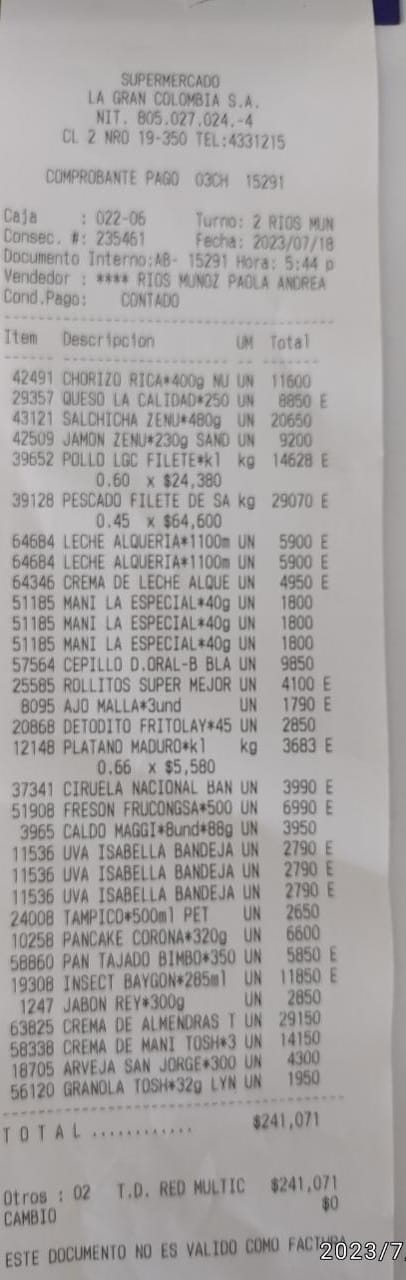 SUPERMERCADO
LA GRAN COLOMBIA S.A.
NIT. 805.027.024.-4
CL 2 NRO 19-350 TEL:4331215
COMPROBANTE PAGO 03CH 15291
Caja : 022-06 Turno: 2 RIOS MUN
Consec. #: 235461 Fecha: 2023/07/18
Documento Interno:AB- 15291 Hora: 5:44 p
Vendedor : **** RIOS MUNOZ PAOLA ANDREA
Cond.Pago: CONTADO
Item Descripcion UM Total
42491 CHORIZO RICA*400g NU UN 11600
29357 QUESO LA CALIDAD*250 UN 8850 E
43121 SALCHICHA ZENU*480g UN 20650
42509 JAMON ZENU*230g SAND UN 9200
39652 POLLO LGC FILETE*k1 kg 14628 E
0.60 x $24,380
39128 PESCADO FILETE DE SA kg 29070 E
0.45 x $64,600
64684 LECHE ALQUERIA*1100m UN 5900 E
64684 LECHE ALQUERIA*1100m UN 5900 E
64346 CREMA DE LECHE ALQUE UN 4950 E
51185 MANI LA ESPECIAL*40g UN 1800
51185 MANI LA ESPECIAL*40g UN 1800
51185 MANI LA ESPECIAL*40g UN 1800
57564 CEPILLO D.ORAL-B BLA UN 9850
25585 ROLLITOS SUPER MEJOR UN 4100 E
8095 AJO MALLA*3und UN 1790 E
20868 DETODITO FRITOLAY*45 UN 2850
12148 PLATANO MADURO*k1 kg 3683 E
0.66 x $5,580
37341 CIRUELA NACIONAL BAN UN 3990 E
51908 FRESON FRUCONGSA*500 UN 6990 E
3965 CALDO MAGGI*8und*88g UN 3950
11536 UVA ISABELLA BANDEJA UN 2790 E
11536 UVA ISABELLA BANDEJA UN 2790 E
11536 UVA ISABELLA BANDEJA UN 2790 E
24008 TAMPICO*500ml PET UN 2650
10258 PANCAKE CORONA*320g UN 6600
58860 PAN TAJADO BIMBO*350 UN 5850 E
19308 INSECT BAYGON*285ml UN 11850 E
1247 JABON REY*300g UN 2850
63825 CREMA DE ALMENDRAS T UN 29150
58338 CREMA DE MANI TOSH*3 UN 14150
18705 ARVEJA SAN JORGE*300 UN 4300
56120 GRANOLA TOSH*32g LYN UN 1950
TOTAL ............ $241,071
Otros : 02 T.D. RED MULTIC $241,071
CAMBIO $0
ESTE DOCUMENTO NO ES VALIDO COMO FACTURA
2023/7